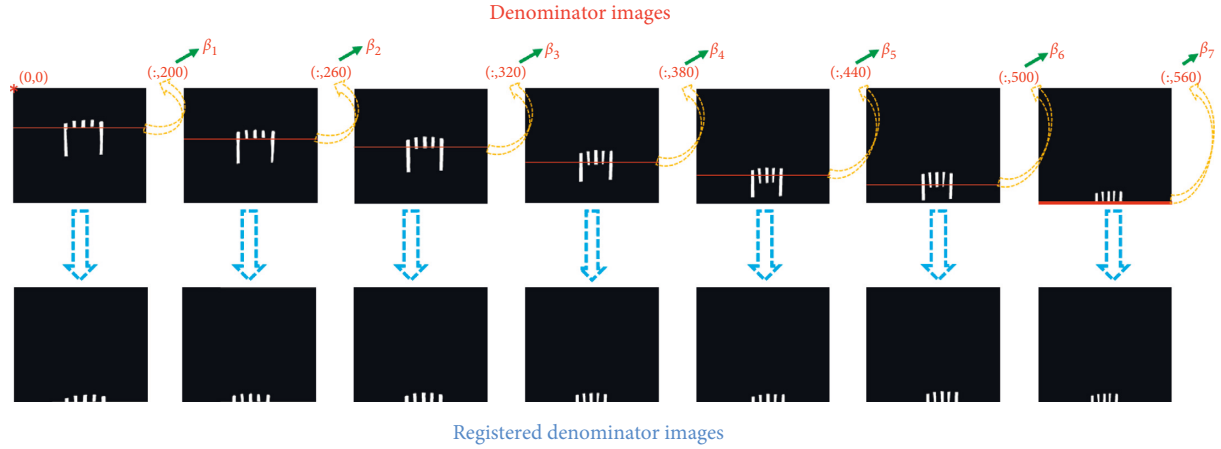 Denominator images
β1 β2 β3 β4 β5 β6 β7
*(0,0) (:,200) (:,260) (:,320) (:,380) (:,440) (:,500) (:,560)
Registered denominator images